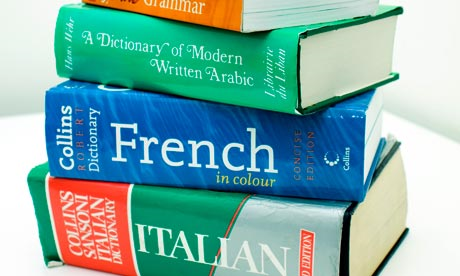 Grammar
Hans Wehr
A Dictionary of Modern
Written Arabic
Librairie
du Liban
Collins
ROBERT
Dictionary
French
in colour
CONCISE
EDITION
Collins
COLLINS
SANSONI
ITALIAN
DICTIONARY
ITALIAN